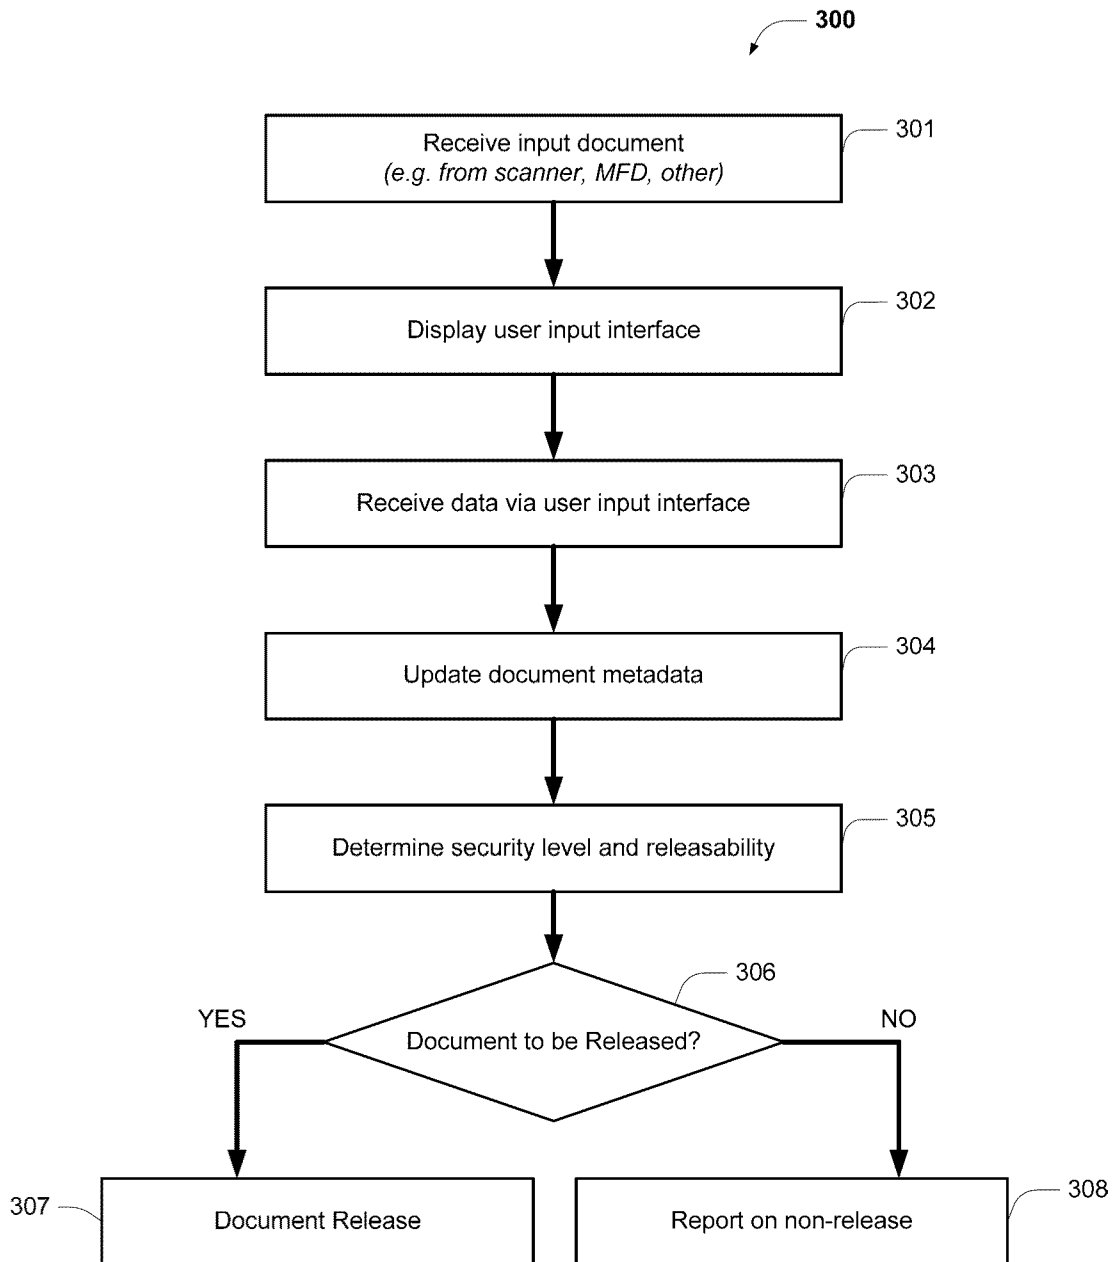 300
Receive input document
(e.g. from scanner, MFD, other)
301
Display user input interface
302
Receive data via user input interface
303
Update document metadata
304
Determine security level and releasability
305
306
YES
NO
Document to be Released?
307
Document Release
Report on non-release
308